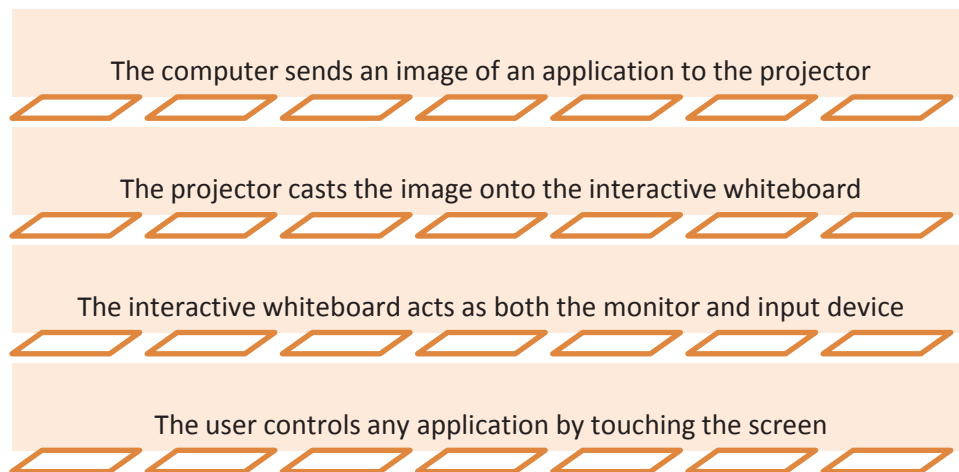 The computer sends an image of an application to the projector
The projector casts the image onto the interactive whiteboard
The interactive whiteboard acts as both the monitor and input device
The user controls any application by touching the screen